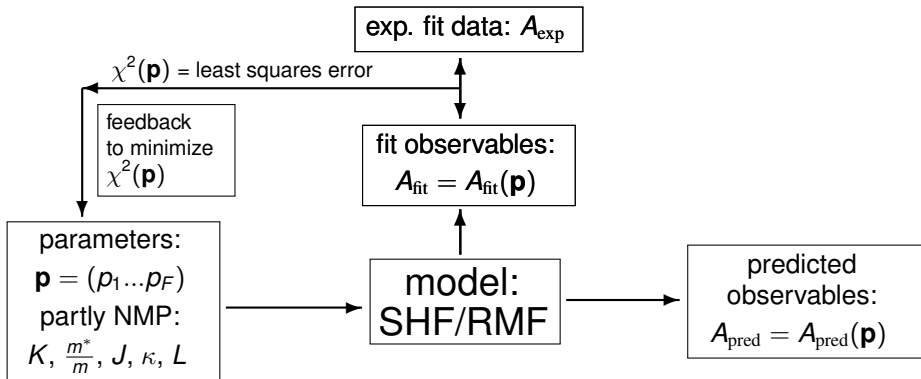 exp. fit data: A_exp
χ²(p) = least squares error
feedback
to minimize
χ²(p)
fit observables:
A_fit = A_fit(p)
parameters:
p = (p₁...p_F)
partly NMP:
K, m*/m, J, κ, L
model:
SHF/RMF
predicted
observables:
A_pred = A_pred(p)